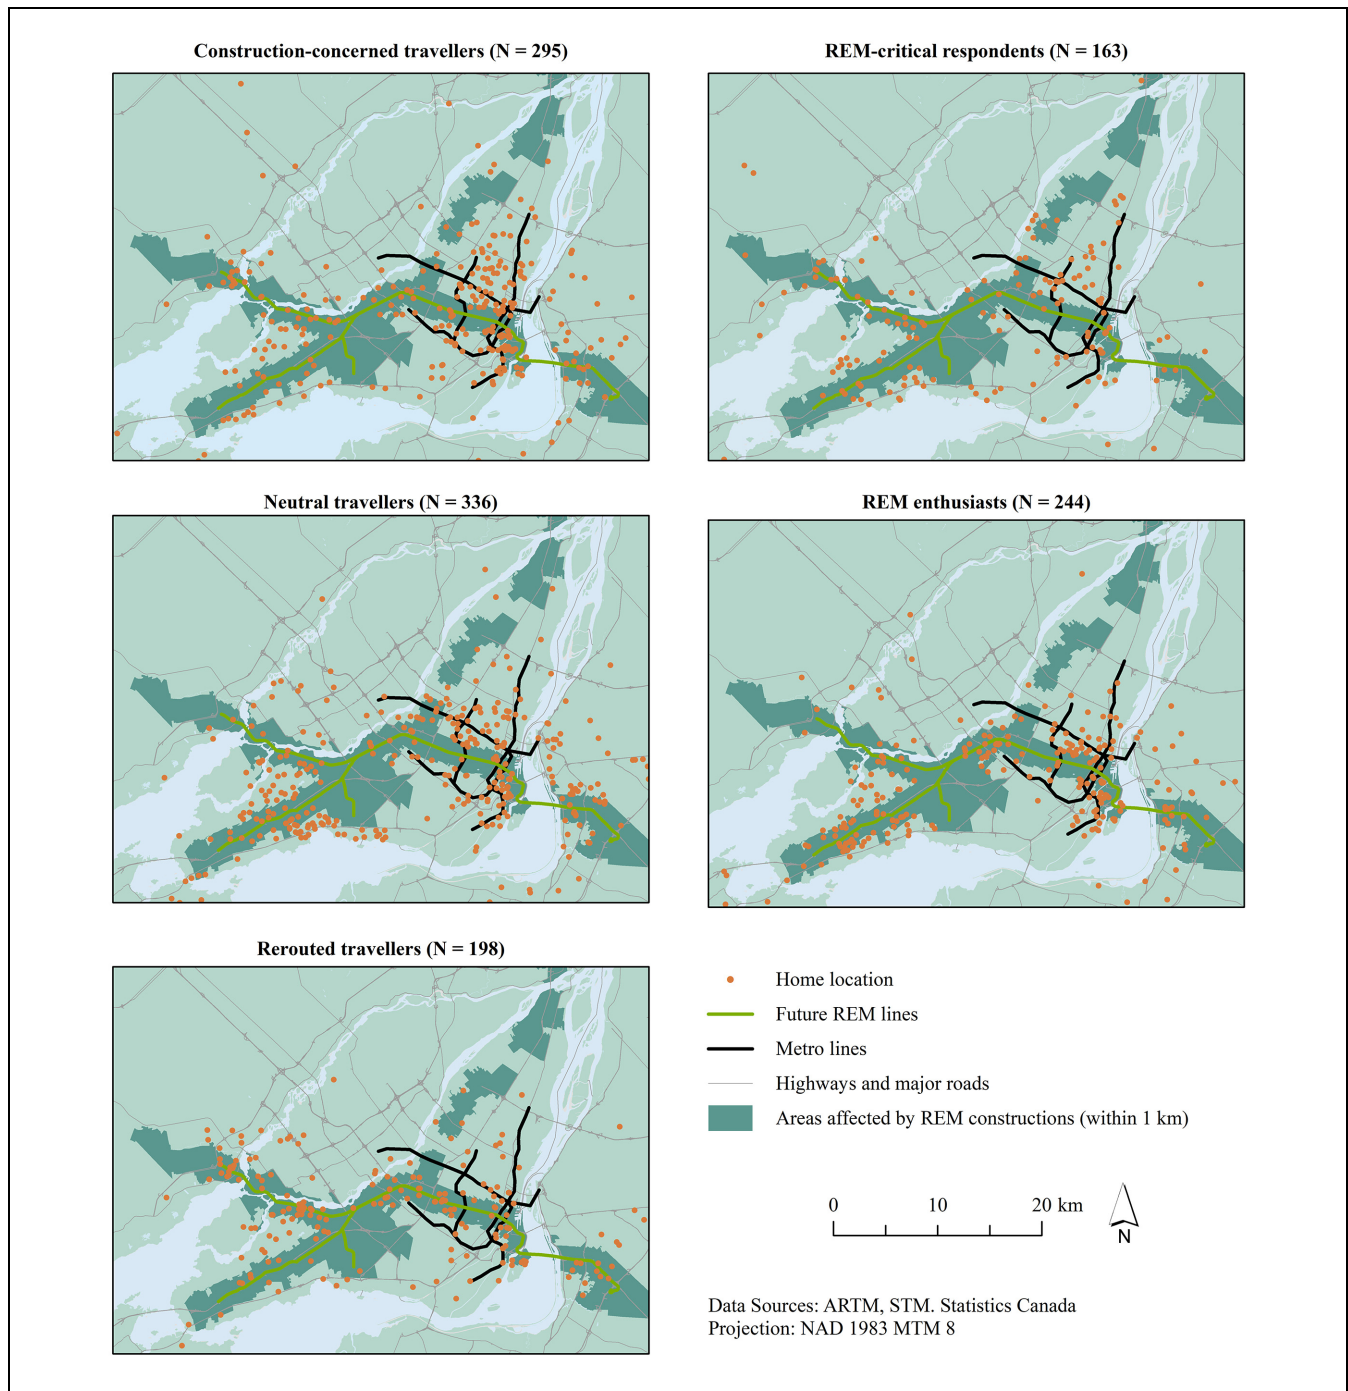 Construction-concerned travellers (N = 295)
REM-critical respondents (N = 163)
Neutral travellers (N = 336)
REM enthusiasts (N = 244)
Rerouted travellers (N = 198)
Home location
Future REM lines
Metro lines
Highways and major roads
Areas affected by REM constructions (within 1 km)
0 10 20 km
N
Data Sources: ARTM, STM. Statistics Canada
Projection: NAD 1983 MTM 8